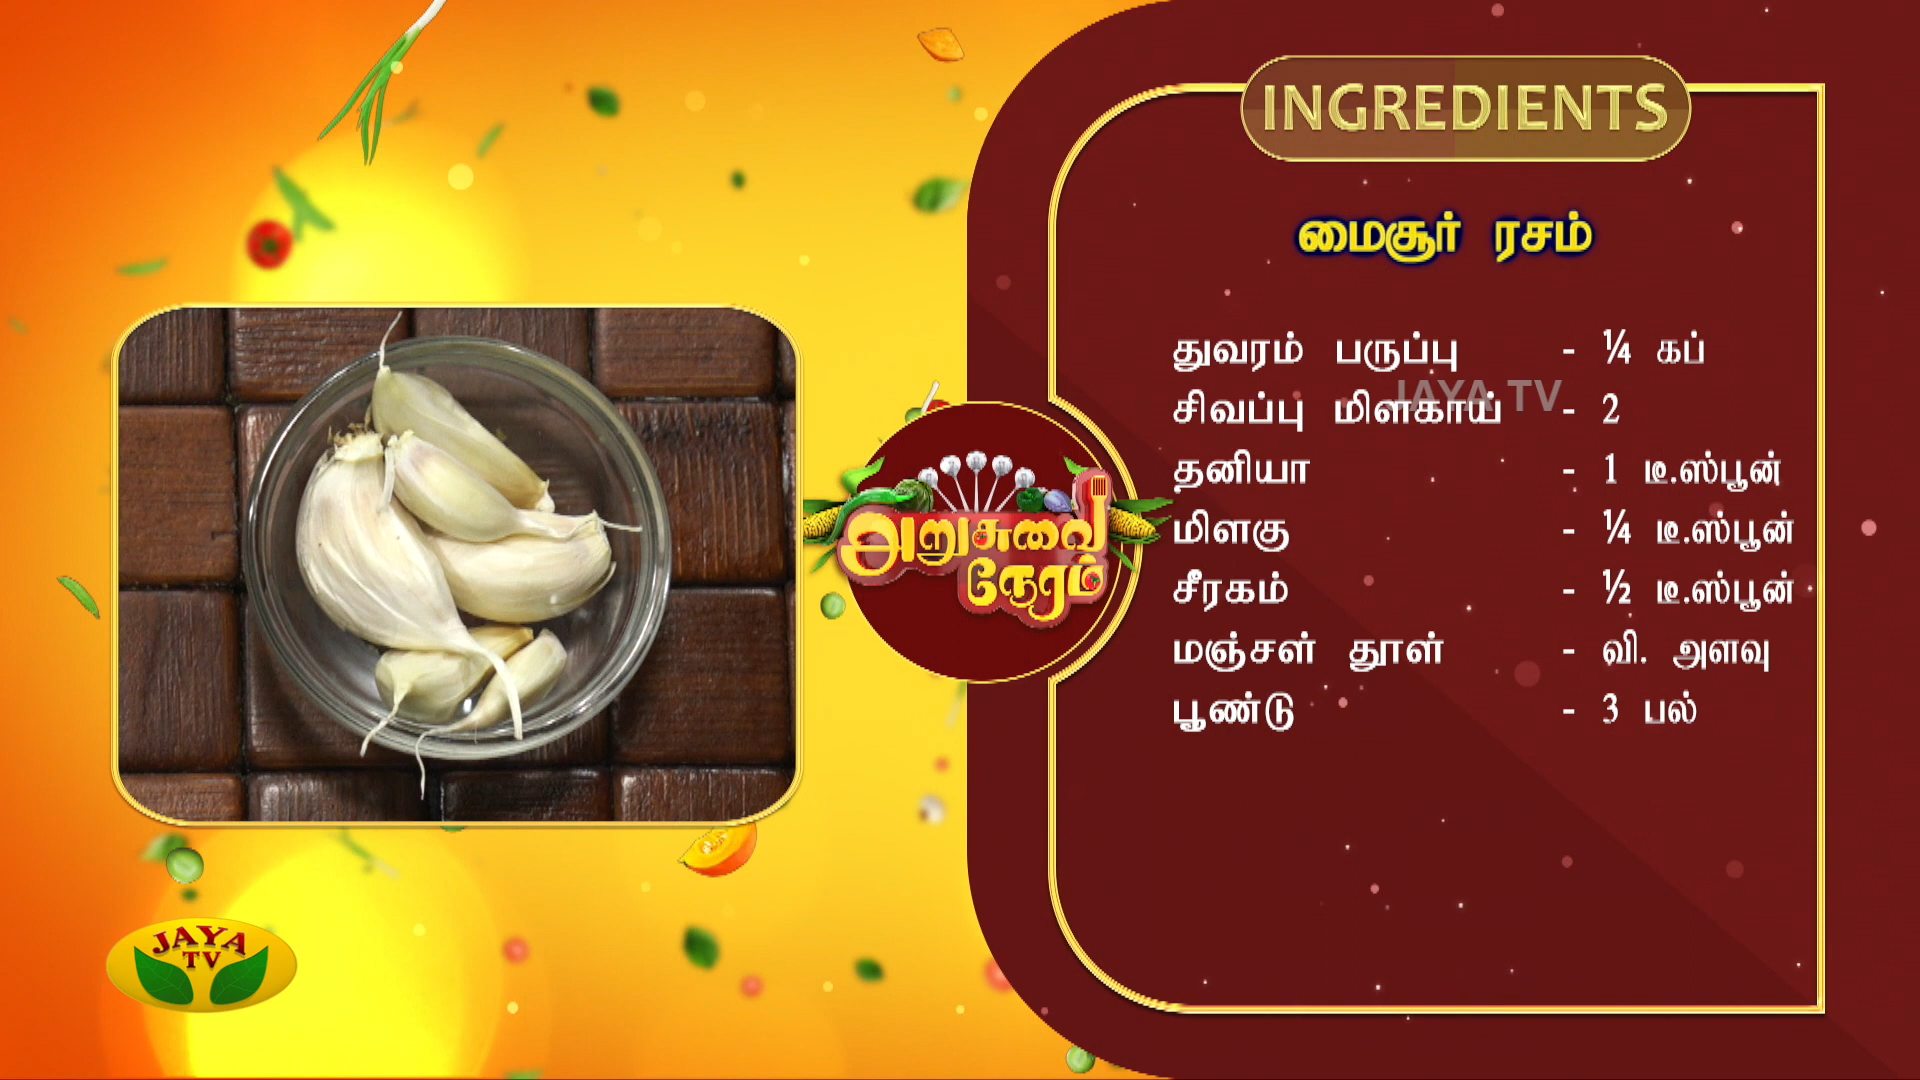 INGREDIENTS
மைசூர் ரசம்
துவரம் பருப்பு - ¼ கப்
JAYA TV
சிவப்பு மிளகாய் - 2
தனியா - 1 டீ.ஸ்பூன்
மிளகு - ¼ டீ.ஸ்பூன்
சீரகம் - ½ டீ.ஸ்பூன்
மஞ்சள் தூள் - வி. அளவு
பூண்டு - 3 பல்
அறுசுவை
நேரம்
JAYA
TV